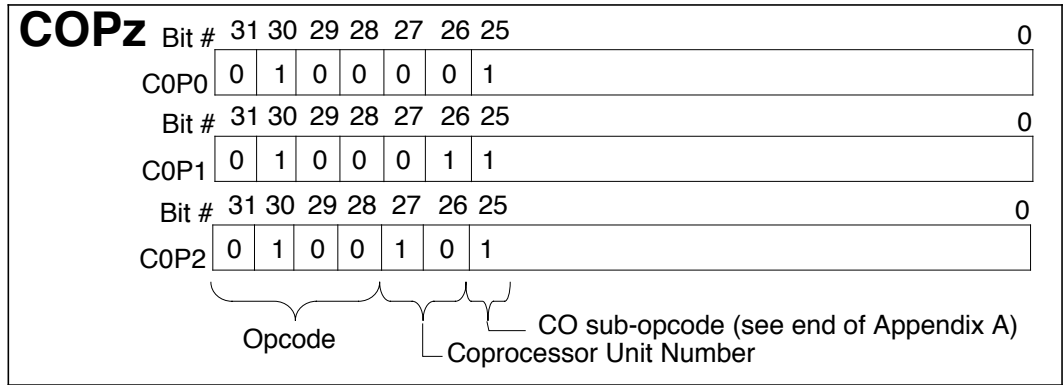 COPz Bit # 31 30 29 28 27 26 25 0
C0P0 0 1 0 0 0 0 1
Bit # 31 30 29 28 27 26 25 0
C0P1 0 1 0 0 0 1 1
Bit # 31 30 29 28 27 26 25 0
C0P2 0 1 0 0 1 0 1
Opcode CO sub-opcode (see end of Appendix A)
Coprocessor Unit Number